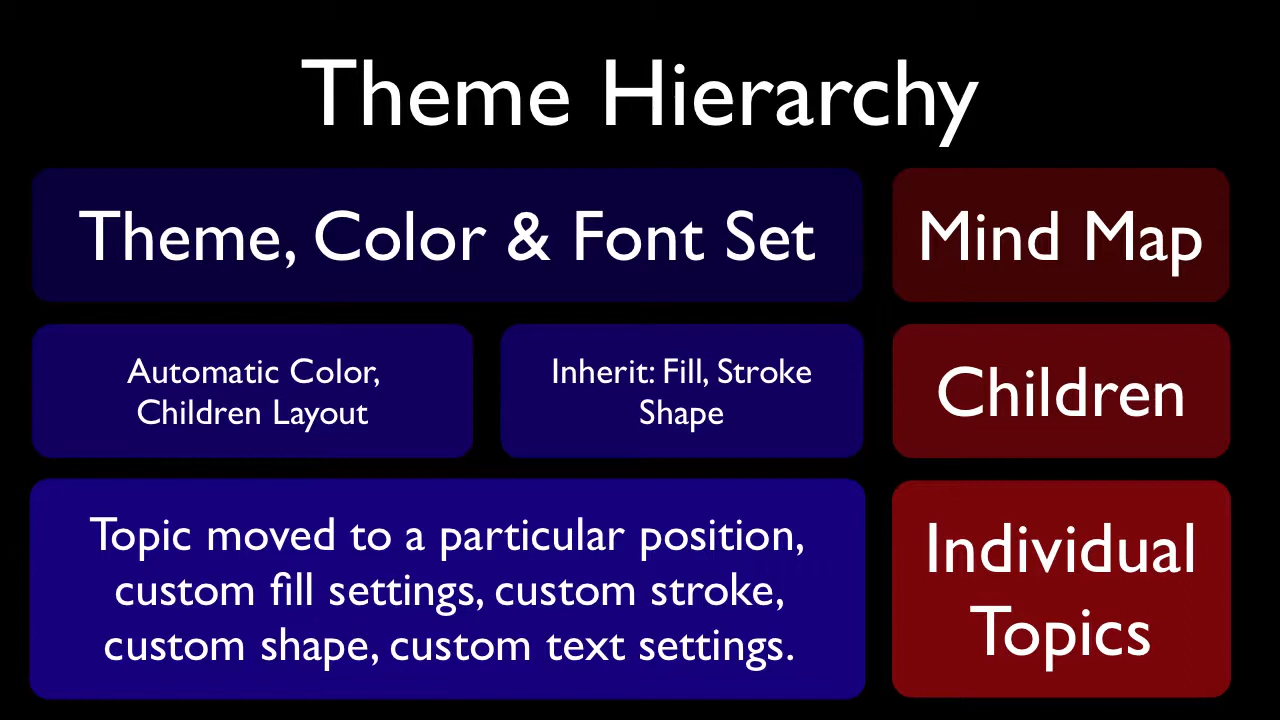 Theme Hierarchy
Theme, Color & Font Set
Mind Map
Automatic Color,
Children Layout
Inherit: Fill, Stroke
Shape
Children
Topic moved to a particular position,
custom fill settings, custom stroke,
custom shape, custom text settings.
Individual
Topics